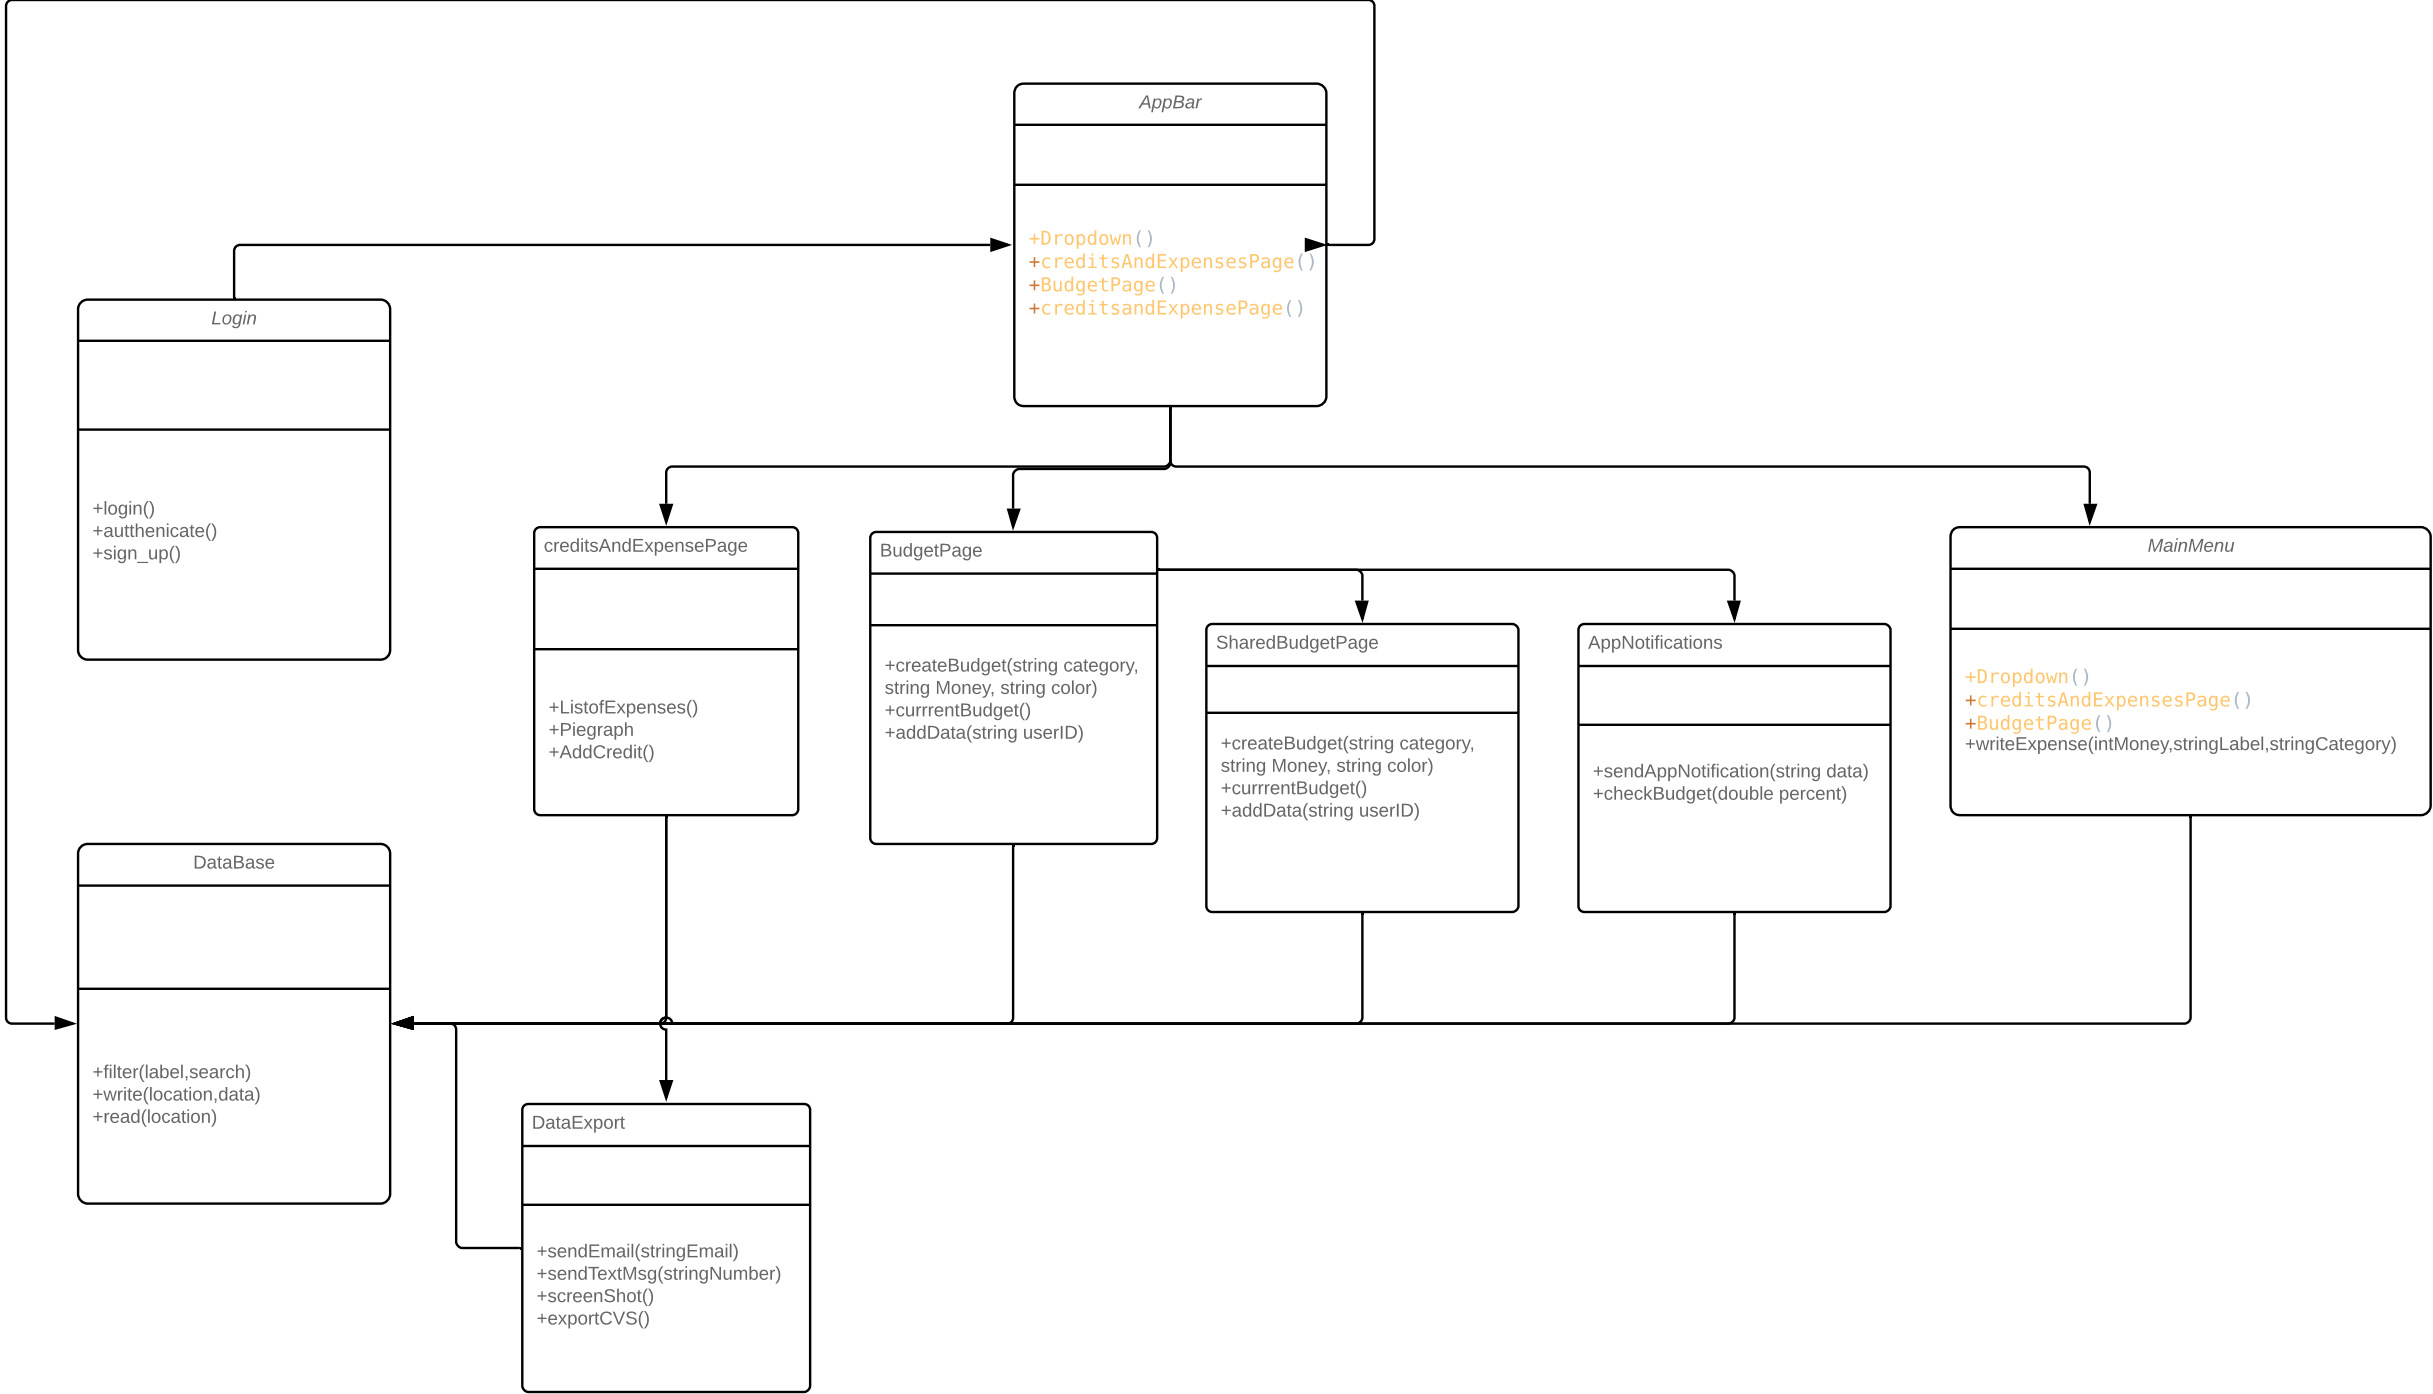 AppBar
+Dropdown()
+creditsAndExpensesPage()
+BudgetPage()
+creditsandExpensePage()
Login
+login()
+autthenicate()
+sign_up()
creditsAndExpensePage
+ListofExpenses()
+Piegraph
+AddCredit()
BudgetPage
+createBudget(string category,
string Money, string color)
+currrentBudget()
+addData(string userID)
SharedBudgetPage
+createBudget(string category,
string Money, string color)
+currrentBudget()
+addData(string userID)
AppNotifications
+sendAppNotification(string data)
+checkBudget(double percent)
MainMenu
+Dropdown()
+creditsAndExpensesPage()
+BudgetPage()
+writeExpense(intMoney,stringLabel,stringCategory)
DataBase
+filter(label,search)
+write(location,data)
+read(location)
DataExport
+sendEmail(stringEmail)
+sendTextMsg(stringNumber)
+screenShot()
+exportCVS()